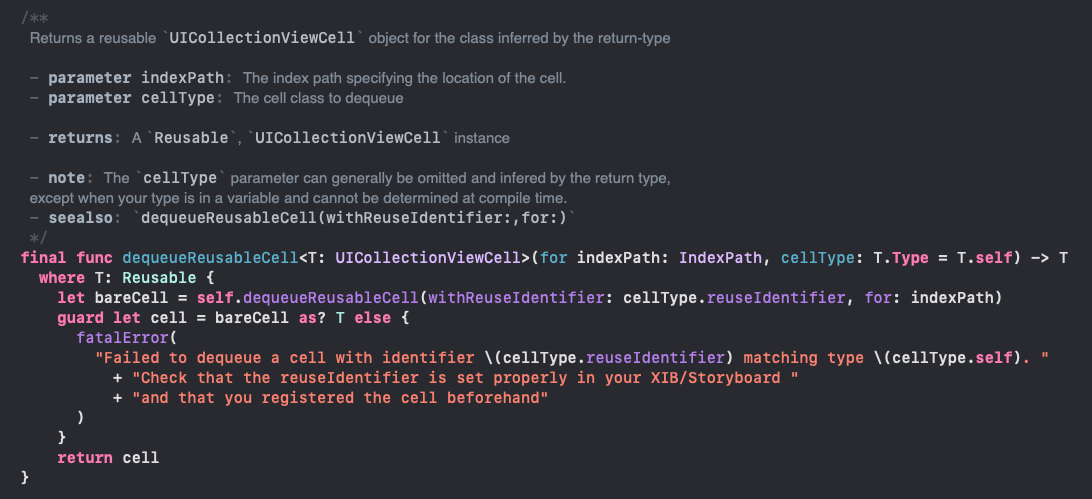 /**
Returns a reusable `UICollectionViewCell` object for the class inferred by the return-type
- parameter indexPath: The index path specifying the location of the cell.
- parameter cellType: The cell class to dequeue
- returns: A `Reusable`, `UICollectionViewCell` instance
- note: The `cellType` parameter can generally be omitted and infered by the return type,
except when your type is in a variable and cannot be determined at compile time.
- seealso: `dequeueReusableCell(withReuseIdentifier:,for:)`
*/
final func dequeueReusableCell<T: UICollectionViewCell>(for indexPath: IndexPath, cellType: T.Type = T.self) -> T
where T: Reusable {
let bareCell = self.dequeueReusableCell(withReuseIdentifier: cellType.reuseIdentifier, for: indexPath)
guard let cell = bareCell as? T else {
fatalError(
"Failed to dequeue a cell with identifier \(cellType.reuseIdentifier) matching type \(cellType.self). "
+ "Check that the reuseIdentifier is set properly in your XIB/Storyboard "
+ "and that you registered the cell beforehand"
)
}
return cell
}